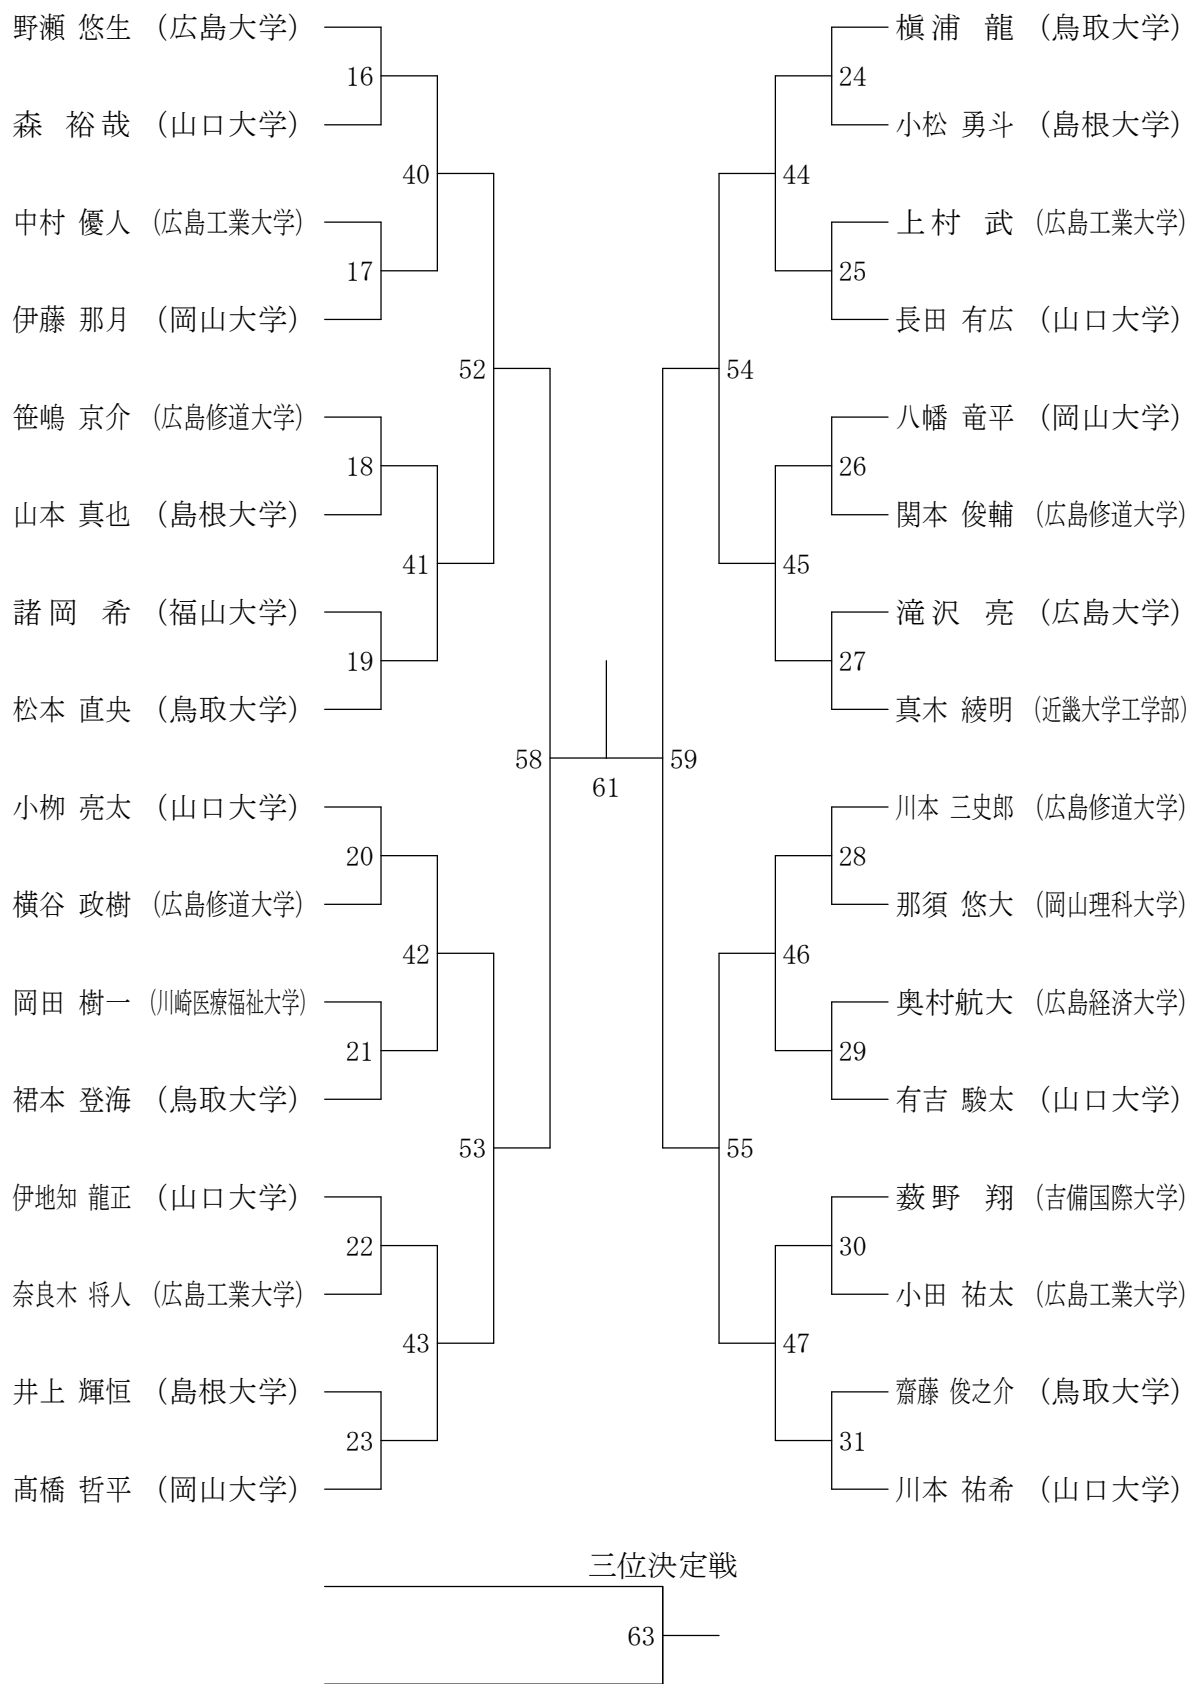 野瀬 悠生 （広島大学）
16
森 裕哉 （山口大学）
40
中村 優人 （広島工業大学）
17
伊藤 那月 （岡山大学）
52
笹嶋 京介 （広島修道大学）
18
山本 真也 （島根大学）
41
諸岡 希 （福山大学）
19
松本 直央 （鳥取大学）
58
小栁 亮太 （山口大学）
20
横谷 政樹 （広島修道大学）
42
岡田 樹一 （川崎医療福祉大学）
21
裙本 登海 （鳥取大学）
53
伊地知 龍正 （山口大学）
22
奈良木 将人 （広島工業大学）
43
井上 輝恒 （島根大学）
23
髙橋 哲平 （岡山大学）
61
槇浦 龍 （鳥取大学）
24
小松 勇斗 （島根大学）
44
上村 武 （広島工業大学）
25
長田 有広 （山口大学）
54
八幡 竜平 （岡山大学）
26
関本 俊輔 （広島修道大学）
45
滝沢 亮 （広島大学）
27
真木 綾明 （近畿大学工学部）
59
川本 三史郎 （広島修道大学）
28
那須 悠大 （岡山理科大学）
46
奥村航大 （広島経済大学）
29
有吉 駿太 （山口大学）
55
薮野 翔 （吉備国際大学）
30
小田 祐太 （広島工業大学）
47
齋藤 俊之介 （鳥取大学）
31
川本 祐希 （山口大学）
三位決定戦
63